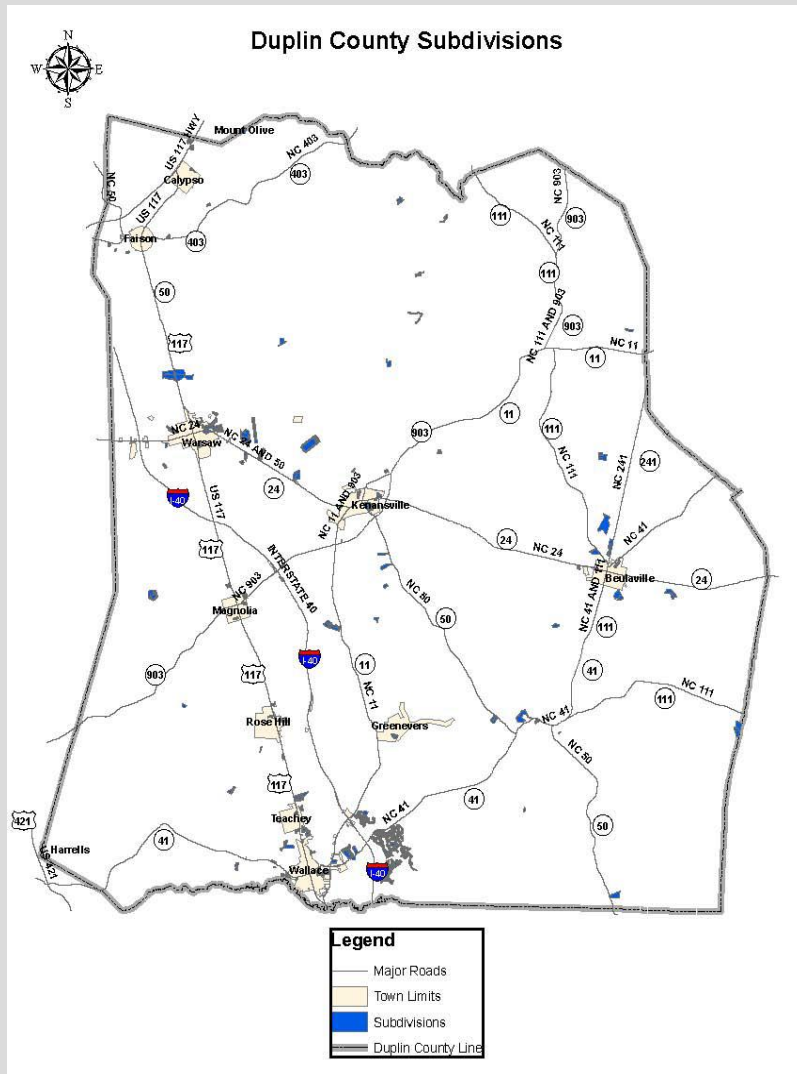 Duplin County Subdivisions
N
W E
S
Mount Olive
US 117 HWY
NC 403
403
NC 50
Calypso
US 117
Faison
403
50
117
NC 903
903
111
NC 111
111
NC 111 AND 903
903
NC 11
11
11
903
NC 24
Warsaw
NC 24 AND 50
24
I-40
US 117
117
NC 11 AND 903
Kenansville
111
NC 111
NC 241
241
NC 41
24
NC 24
Beulaville
24
INTERSTATE 40
NC 903
Magnolia
NC 50
50
NC 41 AND 111
111
41
903
117
I-40
11
NC 11
Rose Hill
Greenevers
NC 41
111
NC 111
NC 50
117
Teachey
NC 41
41
50
421
Harrells
US 421
41
Wallace
I-40
Legend
Major Roads
Town Limits
Subdivisions
Duplin County Line